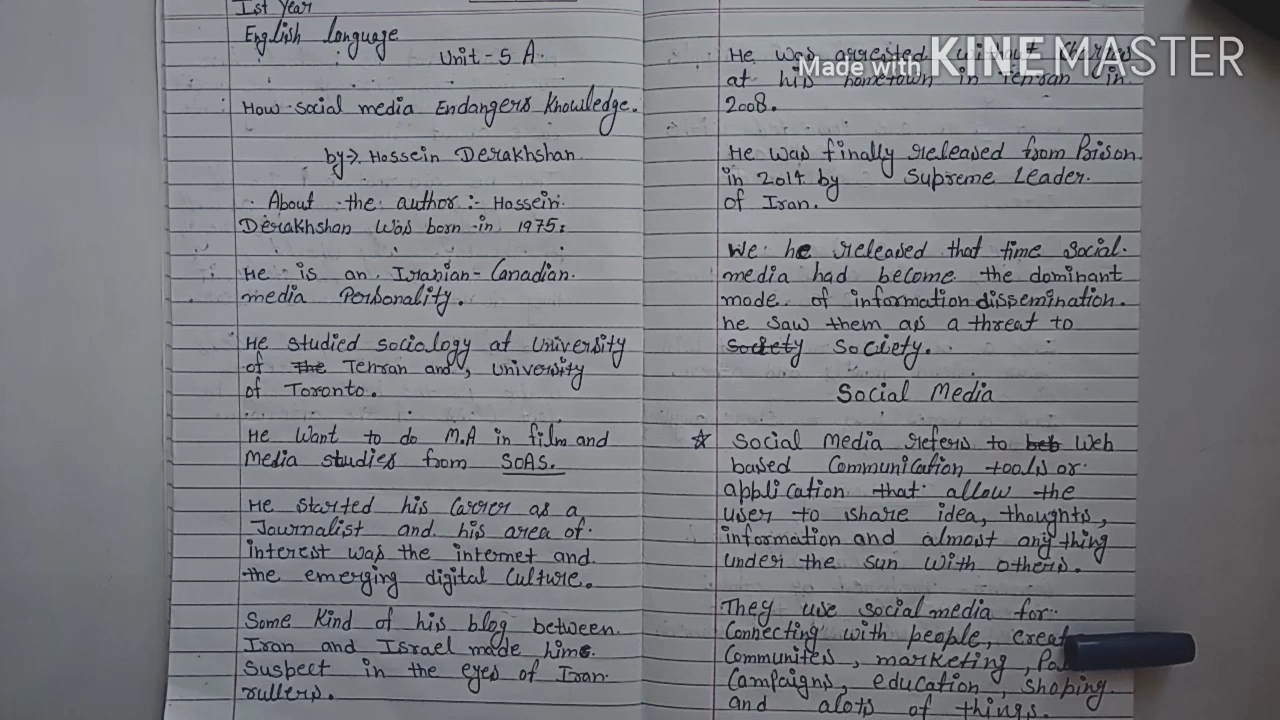 Ist year
English language
Unit-5 A.
How social media Endangers Knowledge.
by→ Hossein Derakhshan
About the author :- Hossein
Derakhshan was born in 1975.
He is an Iranian-Canadian
media Personality.
He studied sociology at University
of The Tehran and, University
of Toronto.
He Want to do M.A in film and
Media studies from SOAS.
He started his Carrer as a
Journalist and his area of
interest was the internet and
the emerging digital Culture.
Some Kind of his blog between
Iran and Israel made him
Suspect in the eyes of Iran
rullers.
He was arrested without
at his hometown in Tehran in
2008.
He was finally released from Prison
in 2014 by Supreme Leader
of Iran.
We he released that time social
media had become the dominant
mode of information dissemination.
he saw them as a threat to
Society Society.
Social Media
☆ Social Media refers to Web
based Communication tools or
application that allow the
user to share idea, thoughts,
information and almost any thing
under the sun with others.
They use social media for
Connecting with people,
Communites, marketing,
Campaigns, education, shoping
and alots of things.
Made with KINEMASTER